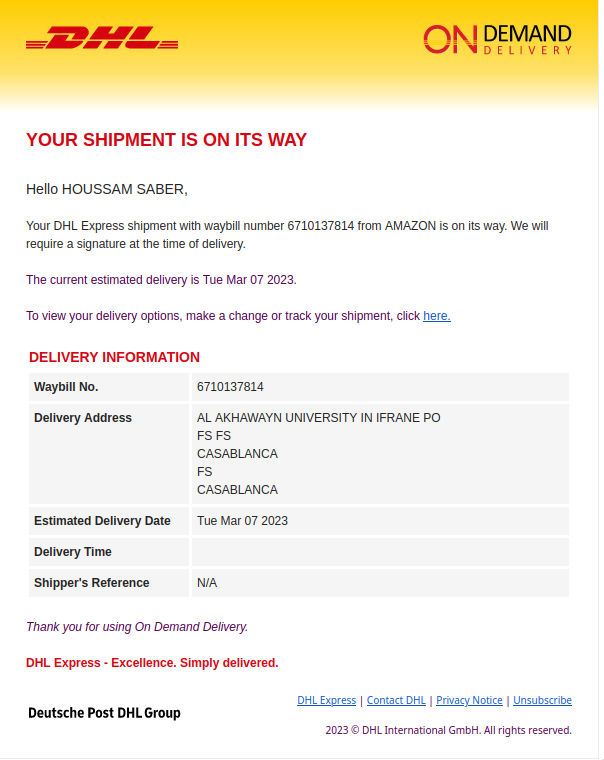 DHL
ON DEMAND
DELIVERY
YOUR SHIPMENT IS ON ITS WAY
Hello HOUSSAM SABER,
Your DHL Express shipment with waybill number 6710137814 from AMAZON is on its way. We will
require a signature at the time of delivery.
The current estimated delivery is Tue Mar 07 2023.
To view your delivery options, make a change or track your shipment, click here.
DELIVERY INFORMATION
Waybill No. 6710137814
Delivery Address AL AKHAWAYN UNIVERSITY IN IFRANE PO
FS FS
CASABLANCA
FS
CASABLANCA
Estimated Delivery Date Tue Mar 07 2023
Delivery Time
Shipper's Reference N/A
Thank you for using On Demand Delivery.
DHL Express - Excellence. Simply delivered.
DHL Express | Contact DHL | Privacy Notice | Unsubscribe
Deutsche Post DHL Group
2023 © DHL International GmbH. All rights reserved.